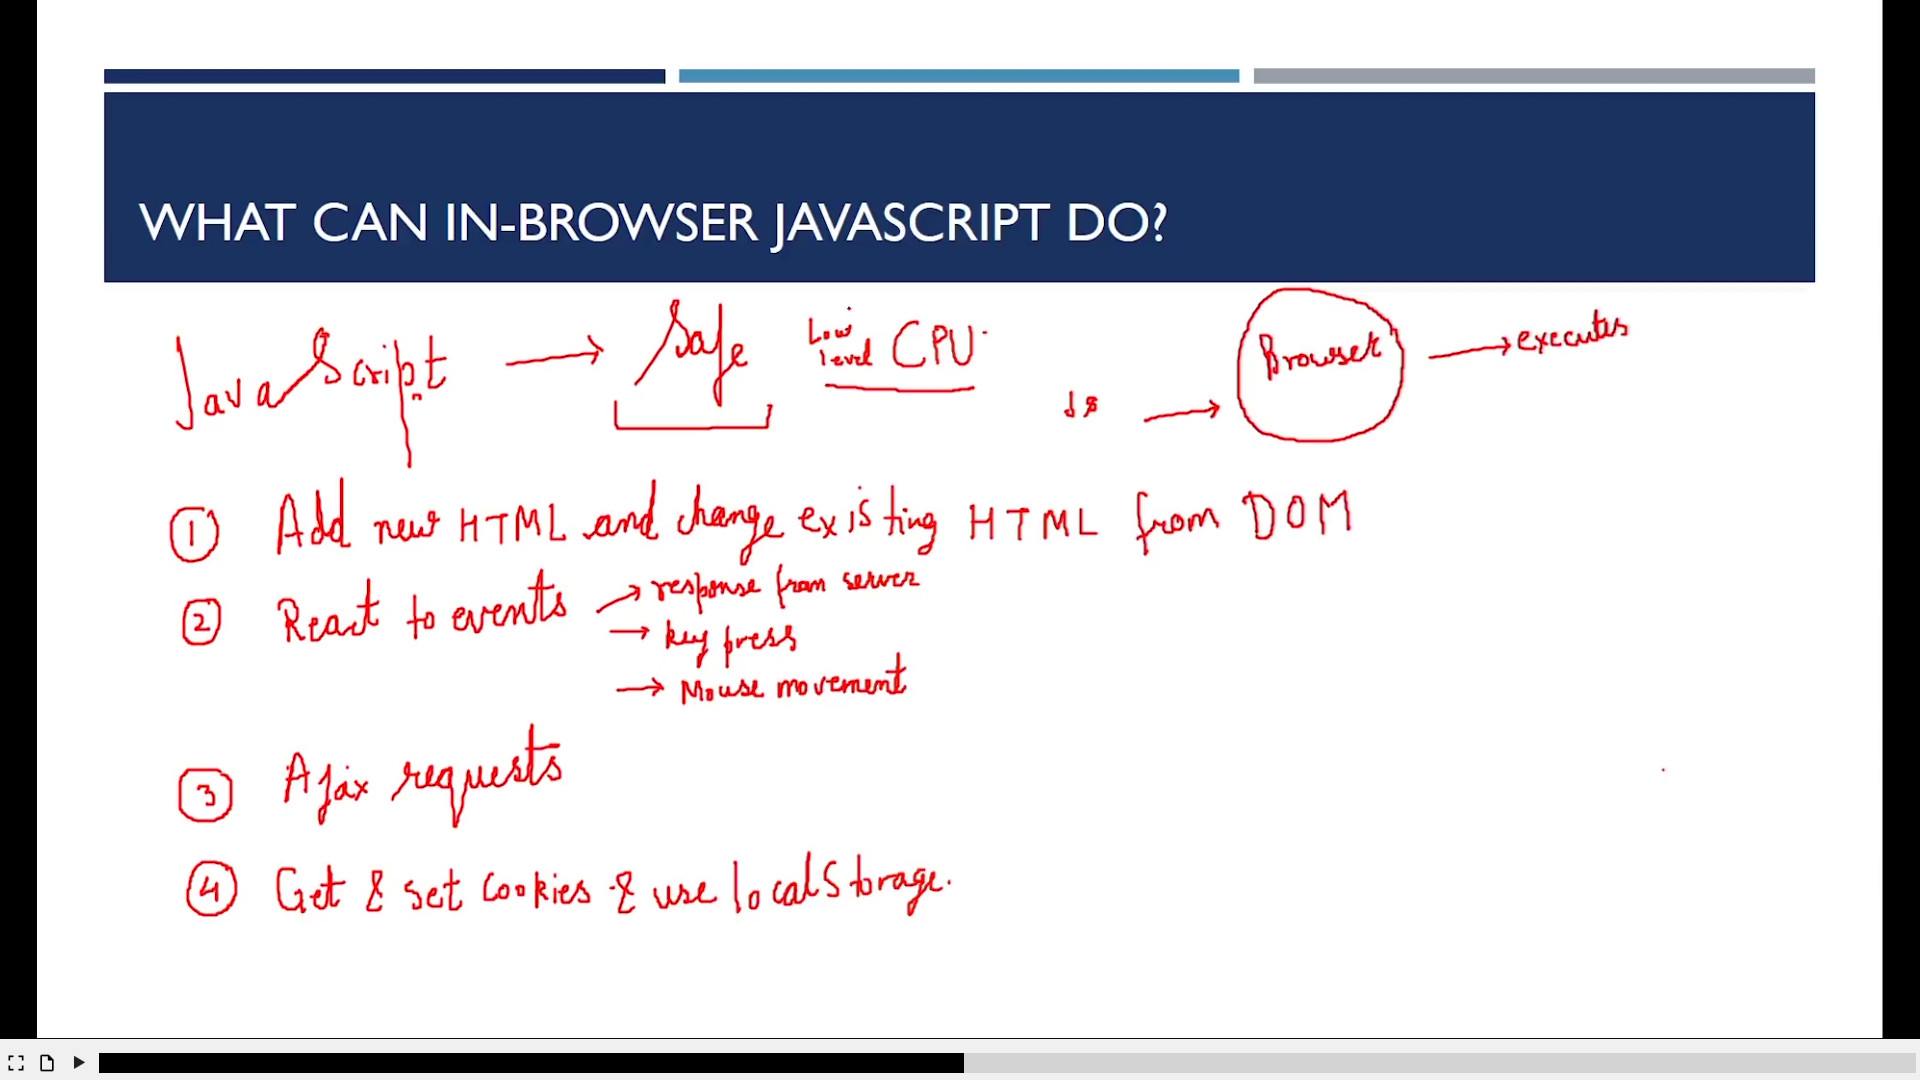 WHAT CAN IN-BROWSER JAVASCRIPT DO?
JavaScript → Safe Low level CPU
JS → Browser → executes
① Add new HTML and change existing HTML from DOM
② React to events → response from server
→ key press
→ Mouse movement
③ Ajax requests
④ Get & set cookies & use localStorage.